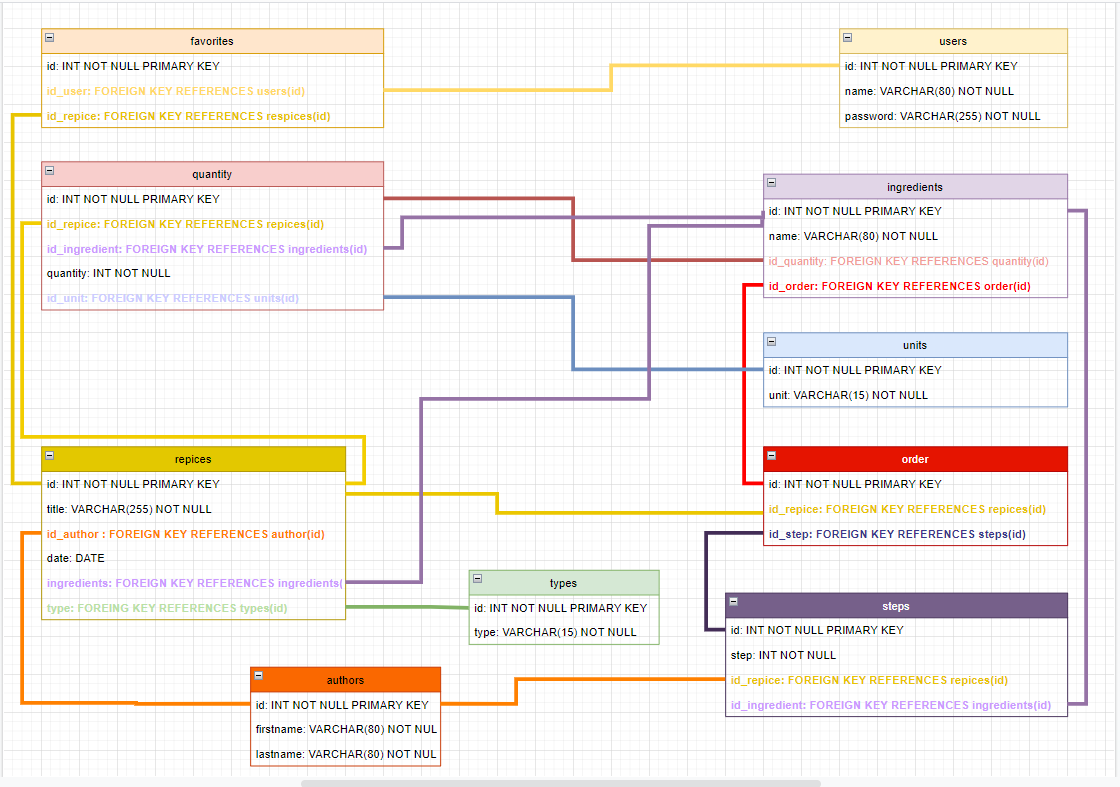 favorites
id: INT NOT NULL PRIMARY KEY
id_user: FOREIGN KEY REFERENCES users(id)
id_repice: FOREIGN KEY REFERENCES respices(id)
users
id: INT NOT NULL PRIMARY KEY
name: VARCHAR(80) NOT NULL
password: VARCHAR(255) NOT NULL
quantity
id: INT NOT NULL PRIMARY KEY
id_repice: FOREIGN KEY REFERENCES repices(id)
id_ingredient: FOREIGN KEY REFERENCES ingredients(id)
quantity: INT NOT NULL
id_unit: FOREIGN KEY REFERENCES units(id)
ingredients
id: INT NOT NULL PRIMARY KEY
name: VARCHAR(80) NOT NULL
id_quantity: FOREIGN KEY REFERENCES quantity(id)
id_order: FOREIGN KEY REFERENCES order(id)
units
id: INT NOT NULL PRIMARY KEY
unit: VARCHAR(15) NOT NULL
repices
id: INT NOT NULL PRIMARY KEY
title: VARCHAR(255) NOT NULL
id_author : FOREIGN KEY REFERENCES author(id)
date: DATE
ingredients: FOREIGN KEY REFERENCES ingredients(
type: FOREING KEY REFERENCES types(id)
order
id: INT NOT NULL PRIMARY KEY
id_repice: FOREIGN KEY REFERENCES repices(id)
id_step: FOREIGN KEY REFERENCES steps(id)
types
id: INT NOT NULL PRIMARY KEY
type: VARCHAR(15) NOT NULL
steps
id: INT NOT NULL PRIMARY KEY
step: INT NOT NULL
id_repice: FOREIGN KEY REFERENCES repices(id)
id_ingredient: FOREIGN KEY REFERENCES ingredients(id)
authors
id: INT NOT NULL PRIMARY KEY
firstname: VARCHAR(80) NOT NUL
lastname: VARCHAR(80) NOT NUL